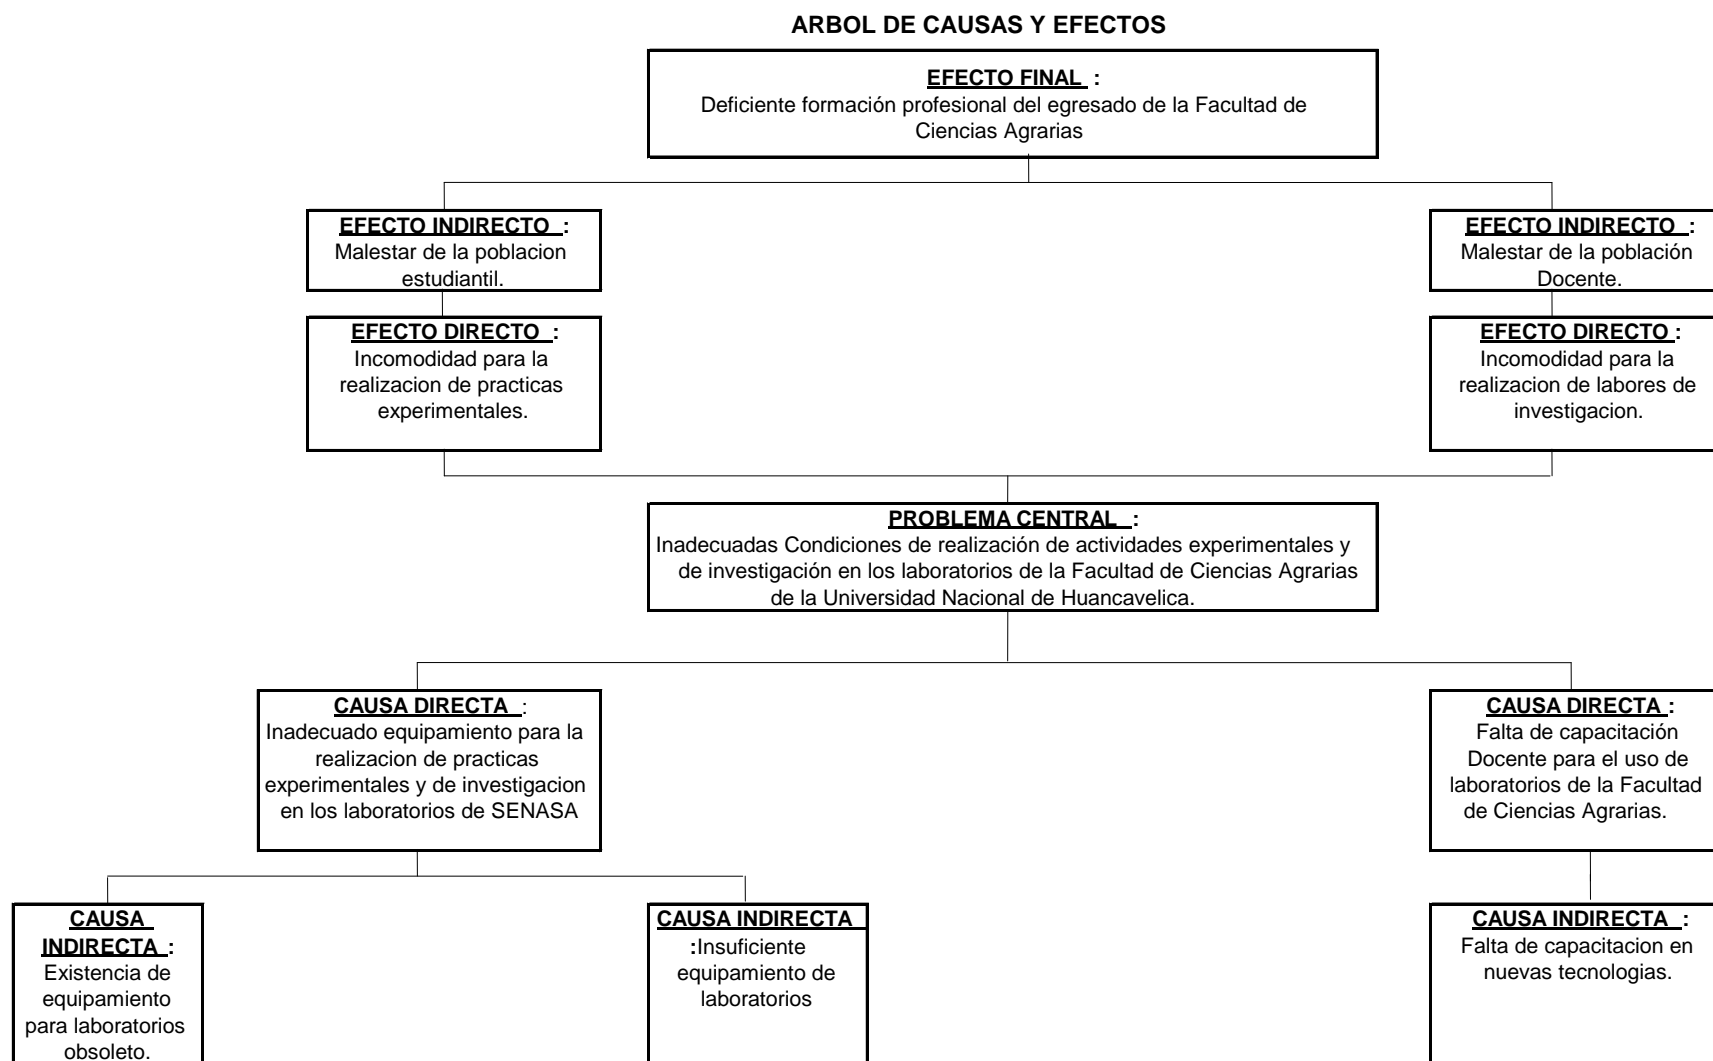 ARBOL DE CAUSAS Y EFECTOS
EFECTO FINAL :
Deficiente formación profesional del egresado de la Facultad de
Ciencias Agrarias
EFECTO INDIRECTO :
Malestar de la poblacion
estudiantil.
EFECTO INDIRECTO :
Malestar de la población
Docente.
EFECTO DIRECTO :
Incomodidad para la
realizacion de practicas
experimentales.
EFECTO DIRECTO :
Incomodidad para la
realizacion de labores de
investigacion.
PROBLEMA CENTRAL :
Inadecuadas Condiciones de realización de actividades experimentales y
de investigación en los laboratorios de la Facultad de Ciencias Agrarias
de la Universidad Nacional de Huancavelica.
CAUSA DIRECTA :
Inadecuado equipamiento para la
realizacion de practicas
experimentales y de investigacion
en los laboratorios de SENASA
CAUSA DIRECTA :
Falta de capacitación
Docente para el uso de
laboratorios de la Facultad
de Ciencias Agrarias.
CAUSA
INDIRECTA :
Existencia de
equipamiento
para laboratorios
obsoleto.
CAUSA INDIRECTA
:Insuficiente
equipamiento de
laboratorios
CAUSA INDIRECTA :
Falta de capacitacion en
nuevas tecnologias.